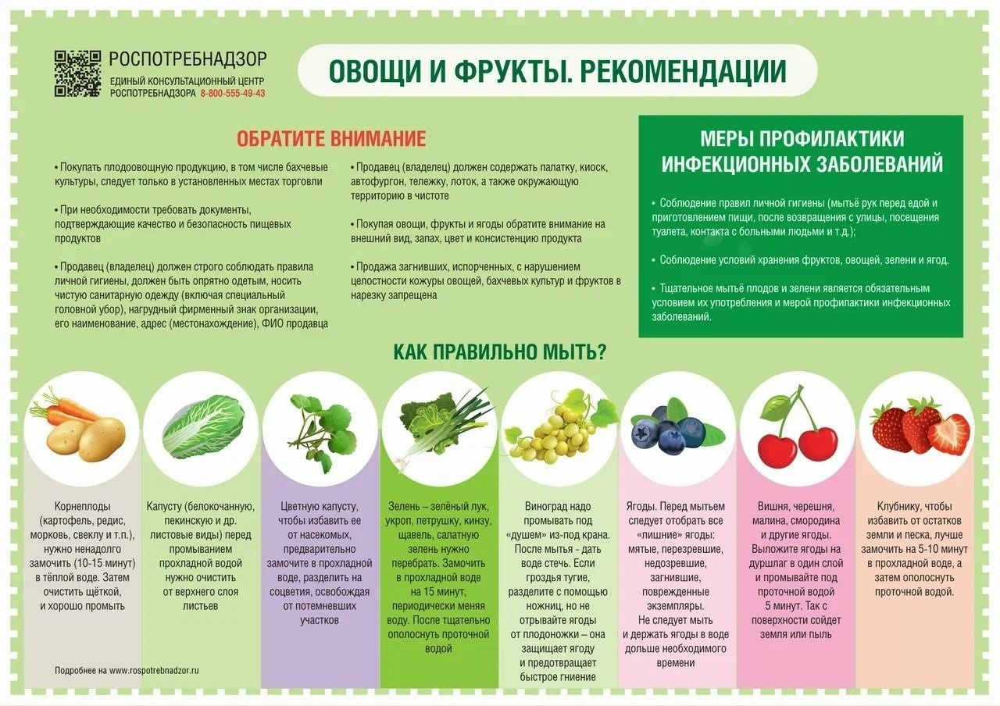 РОСПОТРЕБНАДЗОР
ЕДИНЫЙ КОНСУЛЬТАЦИОННЫЙ ЦЕНТР
РОСПОТРЕБНАДЗОРА 8-800-555-49-43
ОВОЩИ И ФРУКТЫ. РЕКОМЕНДАЦИИ
ОБРАТИТЕ ВНИМАНИЕ
• Покупать плодоовощную продукцию, в том числе бахчевые
культуры, следует только в установленных местах торговли
• При необходимости требовать документы,
подтверждающие качество и безопасность пищевых
продуктов
• Продавец (владелец) должен строго соблюдать правила
личной гигиены, должен быть опрятно одетым, носить
чистую санитарную одежду (включая специальный
головной убор), нагрудный фирменный знак организации,
его наименование, адрес (местонахождение), ФИО продавца
• Продавец (владелец) должен содержать палатку, киоск,
автофургон, тележку, лоток, а также окружающую
территорию в чистоте
• Покупая овощи, фрукты и ягоды обратите внимание на
внешний вид, запах, цвет и консистенцию продукта
• Продажа загнивших, испорченных, с нарушением
целостности кожуры овощей, бахчевых культур и фруктов в
нарезку запрещена
МЕРЫ ПРОФИЛАКТИКИ
ИНФЕКЦИОННЫХ ЗАБОЛЕВАНИЙ
• Соблюдение правил личной гигиены (мытьё рук перед едой и
приготовлением пищи, после возвращения с улицы, посещения
туалета, контакта с больными людьми и т.д.);
• Соблюдение условий хранения фруктов, овощей, зелени и ягод.
• Тщательное мытьё плодов и зелени является обязательным
условием их употребления и мерой профилактики инфекционных
заболеваний.
КАК ПРАВИЛЬНО МЫТЬ?
Корнеплоды
(картофель, редис,
морковь, свеклу и т.п.),
нужно ненадолго
замочить (10-15 минут)
в тёплой воде. Затем
очистить щёткой,
и хорошо промыть
Капусту (белокочанную,
пекинскую и др.
листовые виды) перед
промыванием
прохладной водой
нужно очистить
от верхнего слоя
листьев
Цветную капусту,
чтобы избавить ее
от насекомых,
предварительно
замочите в прохладной
воде, разделить на
соцветия, освобождая
от потемневших
участков
Зелень – зелёный лук,
укроп, петрушку, кинзу,
щавель, салатную
зелень нужно
перебрать. Замочить
в прохладной воде
на 15 минут,
периодически меняя
воду. После тщательно
ополоснуть проточной
водой
Виноград надо
промывать под
«душем» из-под крана.
После мытья - дать
воде стечь. Если
гроздья тугие,
разделите с помощью
ножниц, но не
отрывайте ягоды
от плодоножки – она
защищает ягоду
и предотвращает
быстрое гниение
Ягоды. Перед мытьем
следует отобрать все
«лишние» ягоды:
мятые, перезревшие,
недозревшие,
загнившие,
поврежденные
экземпляры.
Не следует мыть
и держать ягоды в воде
дольше необходимого
времени
Вишня, черешня,
малина, смородина
и другие ягоды.
Выложите ягоды на
дуршлаг в один слой
и промывайте под
проточной водой
5 минут. Так с
поверхности сойдет
земля или пыль
Клубнику, чтобы
избавить от остатков
земли и песка, лучше
замочить на 5-10 минут
в прохладной воде, а
затем ополоснуть
проточной водой.
Подробнее на www.rospotrebnadzor.ru